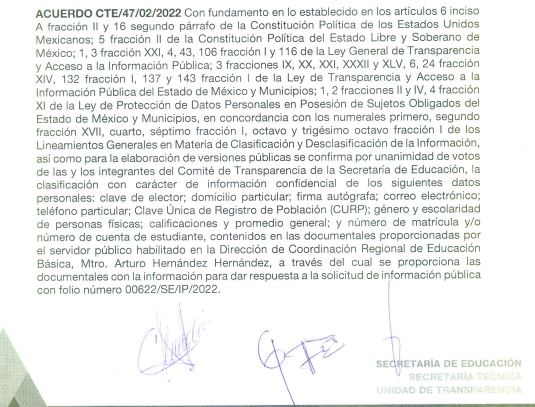 ACUERDO CTE/47/02/2022 Con fundamento en lo establecido en los artículos 6 inciso
A fracción II y 16 segundo párrafo de la Constitución Política de los Estados Unidos
Mexicanos; 5 fracción II de la Constitución Política del Estado Libre y Soberano de
México; 1, 3 fracción XXI, 4, 43, 106 fracción I y 116 de la Ley General de Transparencia
y Acceso a la Información Pública; 3 fracciones IX, XX, XXI, XXXII y XLV, 6, 24 fracción
XIV, 132 fracción I, 137 y 143 fracción I de la Ley de Transparencia y Acceso a la
Información Pública del Estado de México y Municipios; 1, 2 fracciones II y IV, 4 fracción
XI de la Ley de Protección de Datos Personales en Posesión de Sujetos Obligados del
Estado de México y Municipios, en concordancia con los numerales primero, segundo
fracción XVII, cuarto, séptimo fracción I, octavo y trigésimo octavo fracción I de los
Lineamientos Generales en Materia de Clasificación y Desclasificación de la Información,
así como para la elaboración de versiones públicas se confirma por unanimidad de votos
de las y los integrantes del Comité de Transparencia de la Secretaría de Educación, la
clasificación con carácter de información confidencial de los siguientes datos
personales: clave de elector; domicilio particular; firma autógrafa; correo electrónico;
teléfono particular; Clave Única de Registro de Población (CURP); género y escolaridad
de personas físicas; calificaciones y promedio general; y número de matrícula y/o
número de cuenta de estudiante, contenidos en las documentales proporcionadas por
el servidor público habilitado en la Dirección de Coordinación Regional de Educación
Básica, Mtro. Arturo Hernández Hernández, a través del cual se proporciona las
documentales con la información para dar respuesta a la solicitud de información pública
con folio número 00622/SE/IP/2022.
SECRETARÍA DE EDUCACIÓN
SECRETARÍA TÉCNICA
UNIDAD DE TRANSPARENCIA